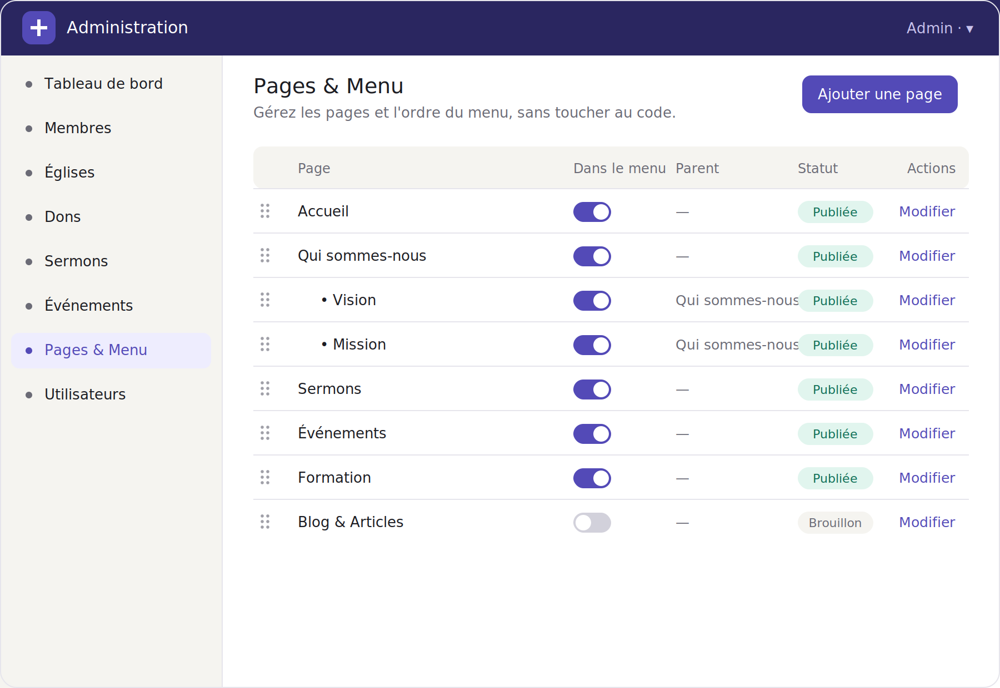 Administration
Admin · ▾
Tableau de bord
Membres
Églises
Dons
Sermons
Événements
Pages & Menu
Utilisateurs
Pages & Menu
Gérez les pages et l'ordre du menu, sans toucher au code.
Ajouter une page
Page Dans le menu Parent Statut Actions
Accueil — Publiée Modifier
Qui sommes-nous — Publiée Modifier
• Vision Qui sommes-nous Publiée Modifier
• Mission Qui sommes-nous Publiée Modifier
Sermons — Publiée Modifier
Événements — Publiée Modifier
Formation — Publiée Modifier
Blog & Articles — Brouillon Modifier